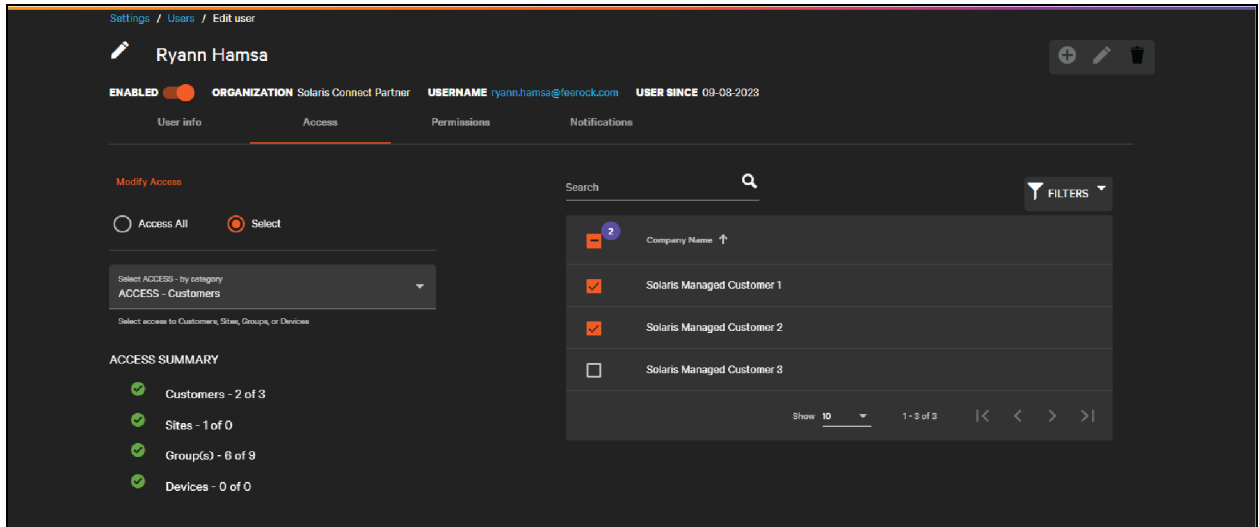 Settings / Users / Edit user
Ryann Hamsa
ENABLED ORGANIZATION Solaris Connect Partner USERNAME ryann.hamsa@feerock.com USER SINCE 09-08-2023
User info Access Permissions Notifications
Modify Access
Access All Select
Select ACCESS - by category
ACCESS - Customers
Select access to Customers, Sites, Groups, or Devices
ACCESS SUMMARY
Customers - 2 of 3
Sites - 1 of 0
Group(s) - 6 of 9
Devices - 0 of 0
Search
FILTERS
2
Company Name
Solaris Managed Customer 1
Solaris Managed Customer 2
Solaris Managed Customer 3
Show 10 1 - 3 of 3